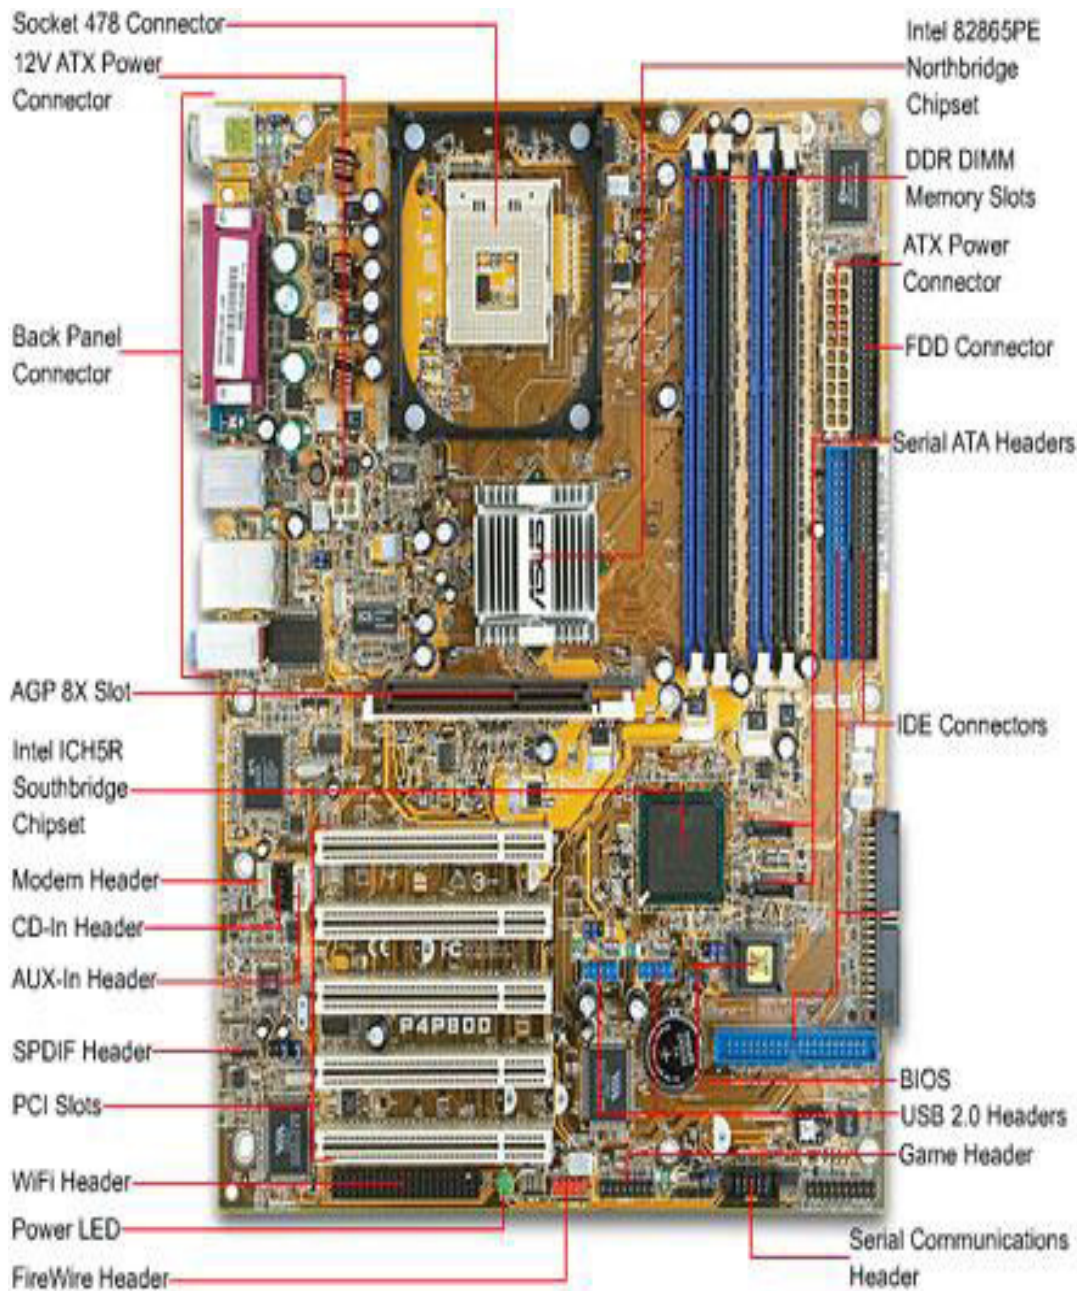 Socket 478 Connector
12V ATX Power
Connector
Back Panel
Connector
AGP 8X Slot
Intel ICH5R
Southbridge
Chipset
Modem Header
CD-In Header
AUX-In Header
SPDIF Header
PCI Slots
WiFi Header
Power LED
FireWire Header
Intel 82865PE
Northbridge
Chipset
DDR DIMM
Memory Slots
ATX Power
Connector
FDD Connector
Serial ATA Headers
IDE Connectors
BIOS
USB 2.0 Headers
Game Header
Serial Communications
Header
ASUS
P4P800